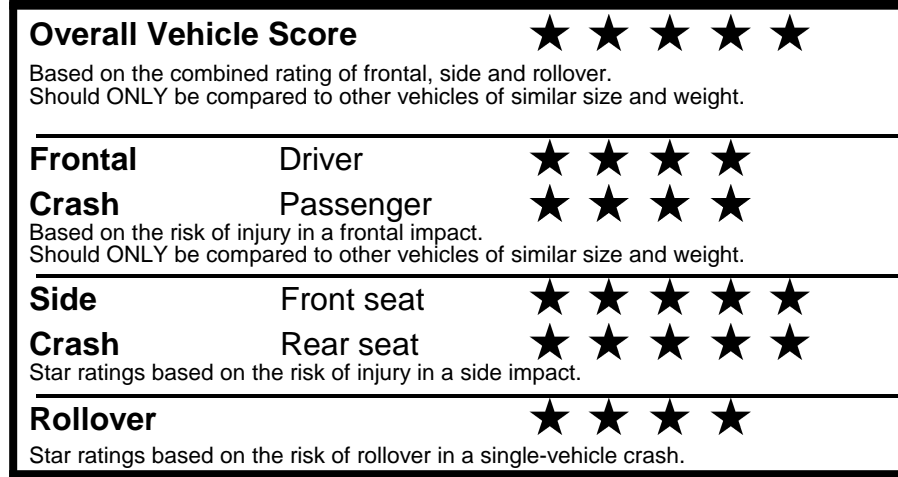 Overall Vehicle Score ★ ★ ★ ★ ★
Based on the combined rating of frontal, side and rollover.
Should ONLY be compared to other vehicles of similar size and weight.
Frontal Driver ★ ★ ★ ★
Crash Passenger ★ ★ ★ ★
Based on the risk of injury in a frontal impact.
Should ONLY be compared to other vehicles of similar size and weight.
Side Front seat ★ ★ ★ ★ ★
Crash Rear seat ★ ★ ★ ★ ★
Star ratings based on the risk of injury in a side impact.
Rollover ★ ★ ★ ★
Star ratings based on the risk of rollover in a single-vehicle crash.